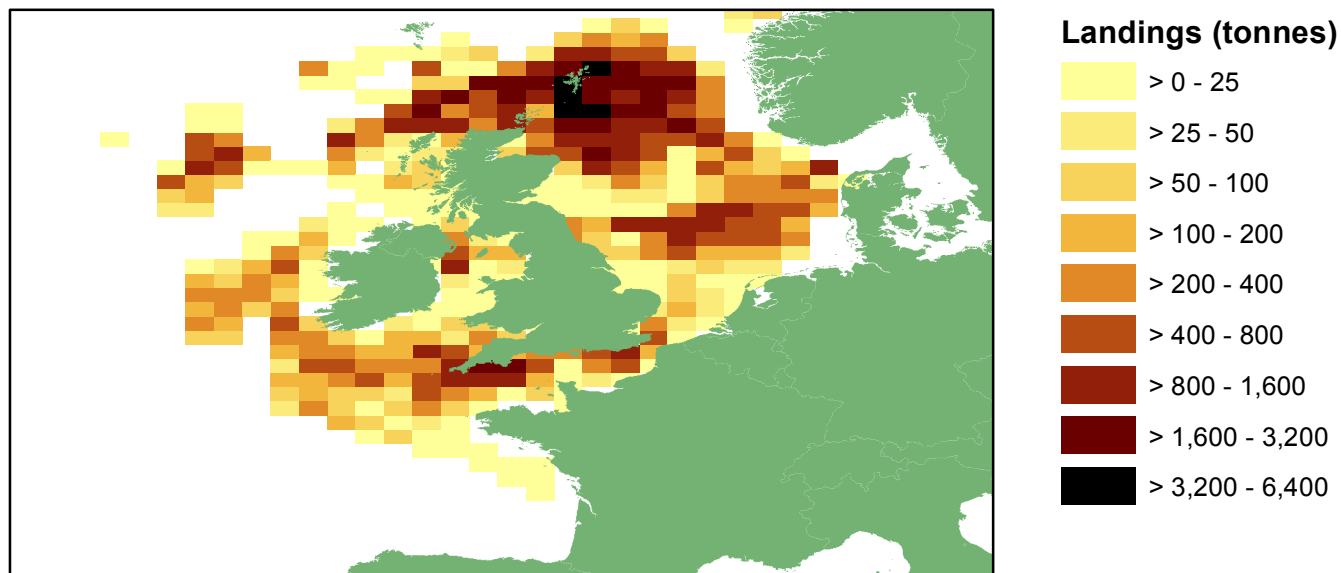 Landings (tonnes)
> 0 - 25
> 25 - 50
> 50 - 100
> 100 - 200
> 200 - 400
> 400 - 800
> 800 - 1,600
> 1,600 - 3,200
> 3,200 - 6,400